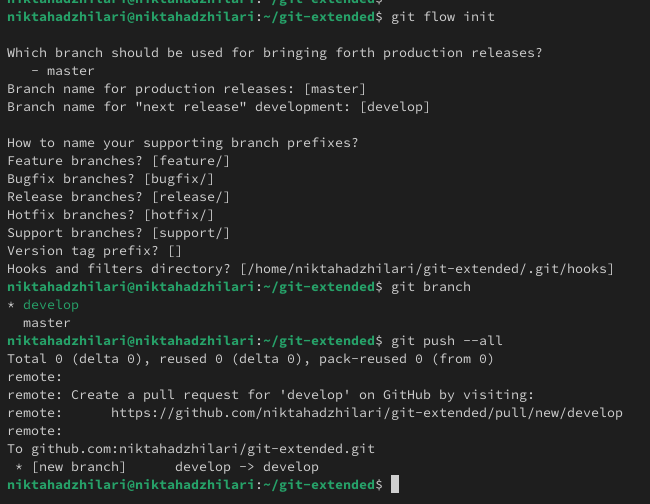 niktahadzhilari@niktahadzhilari:~/git-extended$ git flow init

Which branch should be used for bringing forth production releases?
   - master
Branch name for production releases: [master]
Branch name for "next release" development: [develop]

How to name your supporting branch prefixes?
Feature branches? [feature/]
Bugfix branches? [bugfix/]
Release branches? [release/]
Hotfix branches? [hotfix/]
Support branches? [support/]
Version tag prefix? []
Hooks and filters directory? [/home/niktahadzhilari/git-extended/.git/hooks]
niktahadzhilari@niktahadzhilari:~/git-extended$ git branch
* develop
  master
niktahadzhilari@niktahadzhilari:~/git-extended$ git push --all
Total 0 (delta 0), reused 0 (delta 0), pack-reused 0 (from 0)
remote:
remote: Create a pull request for 'develop' on GitHub by visiting:
remote:      https://github.com/niktahadzhilari/git-extended/pull/new/develop
remote:
To github.com:niktahadzhilari/git-extended.git
 * [new branch]      develop -> develop
niktahadzhilari@niktahadzhilari:~/git-extended$